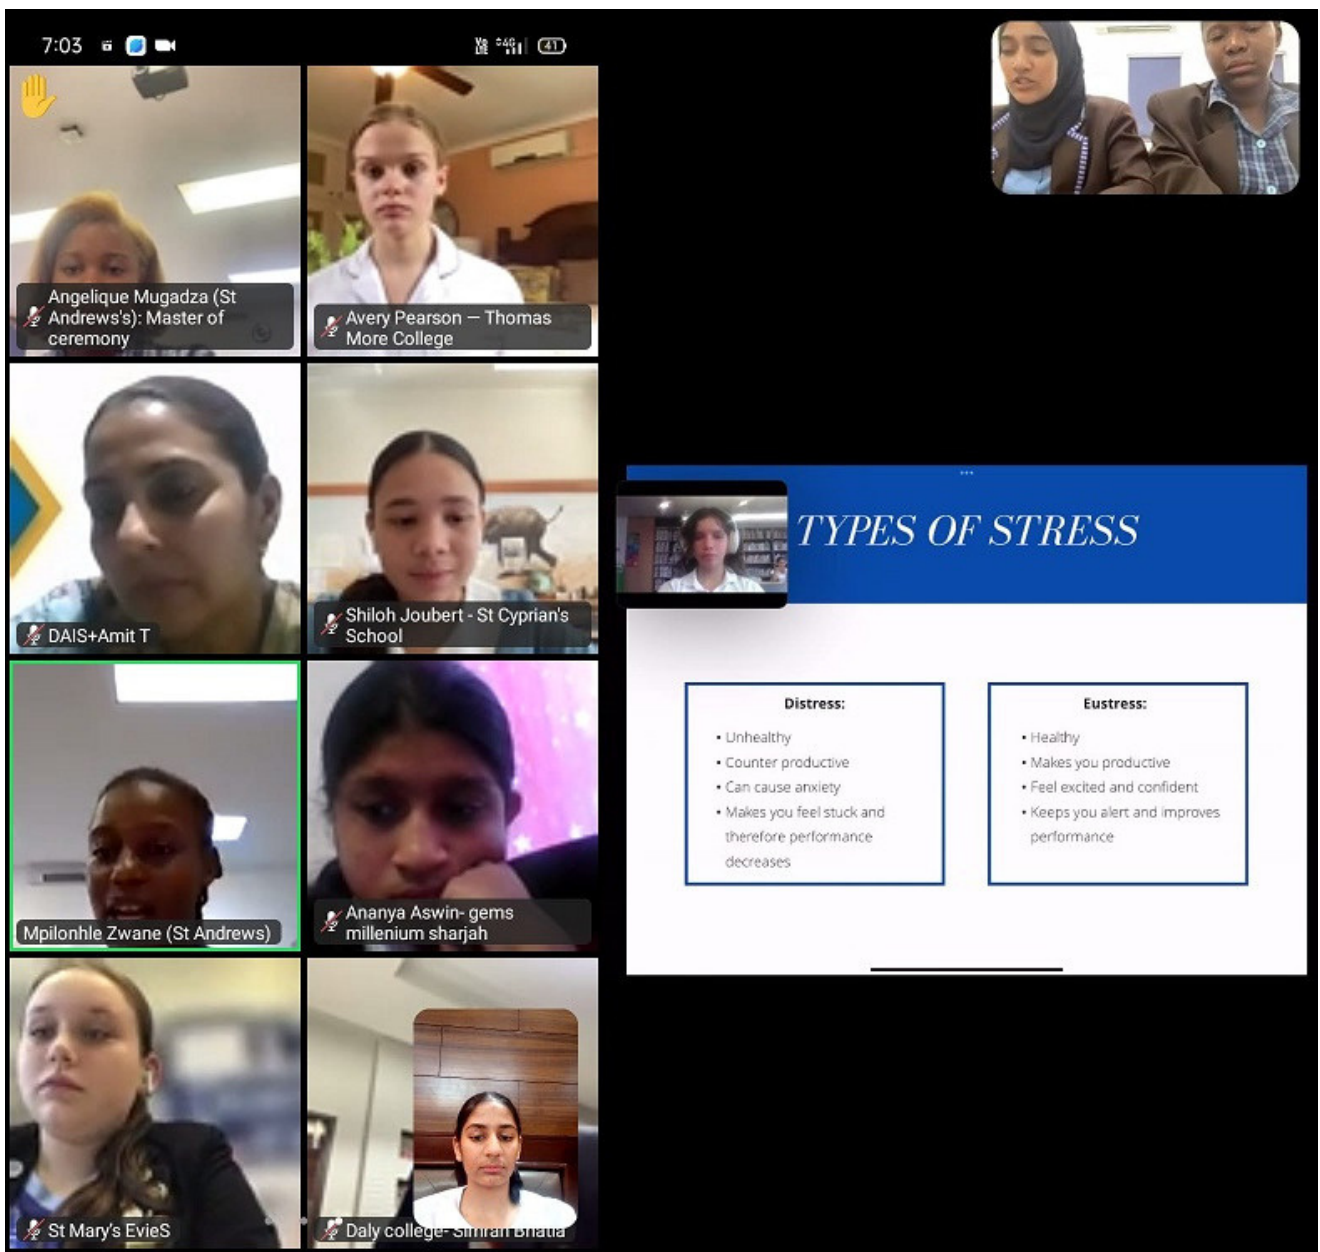 7:03
41
Angelique Mugadza (St
Andrews's): Master of
ceremony
Avery Pearson — Thomas
More College
DAIS+Amit T
Shiloh Joubert - St Cyprian's
School
Mpilonhle Zwane (St Andrews)
Ananya Aswin- gems
millenium sharjah
St Mary's EvieS
Daly college- Simran Bhatia
TYPES OF STRESS
Distress:
• Unhealthy
• Counter productive
• Can cause anxiety
• Makes you feel stuck and
therefore performance
decreases
Eustress:
• Healthy
• Makes you productive
• Feel excited and confident
• Keeps you alert and improves
performance